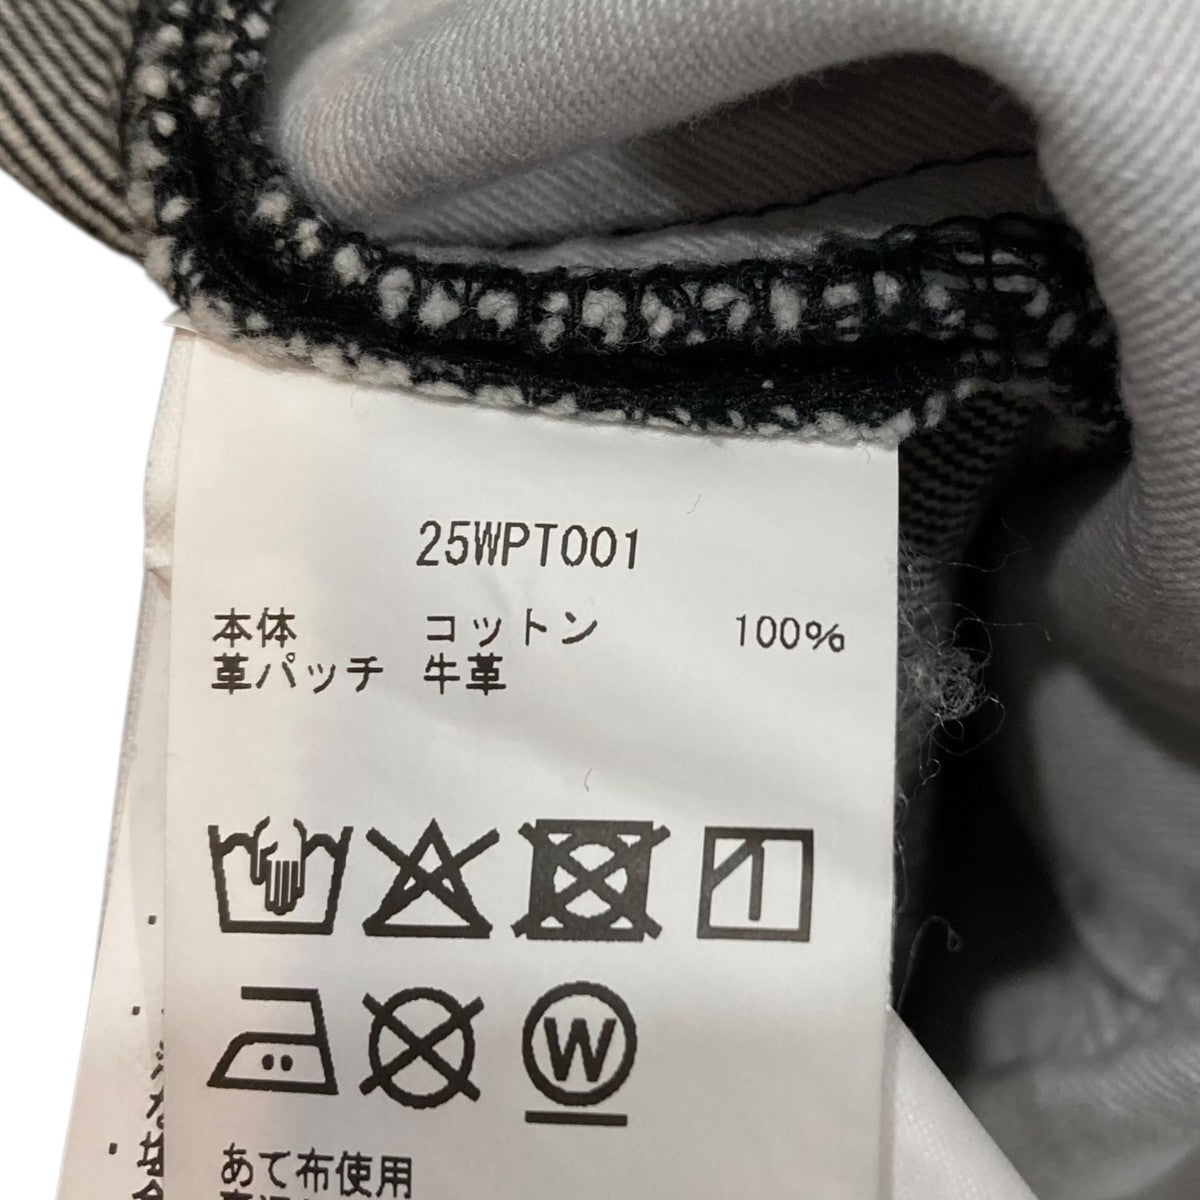 25WPT001
本体 コットン 100%
革パッチ 牛革
W
あて布使用